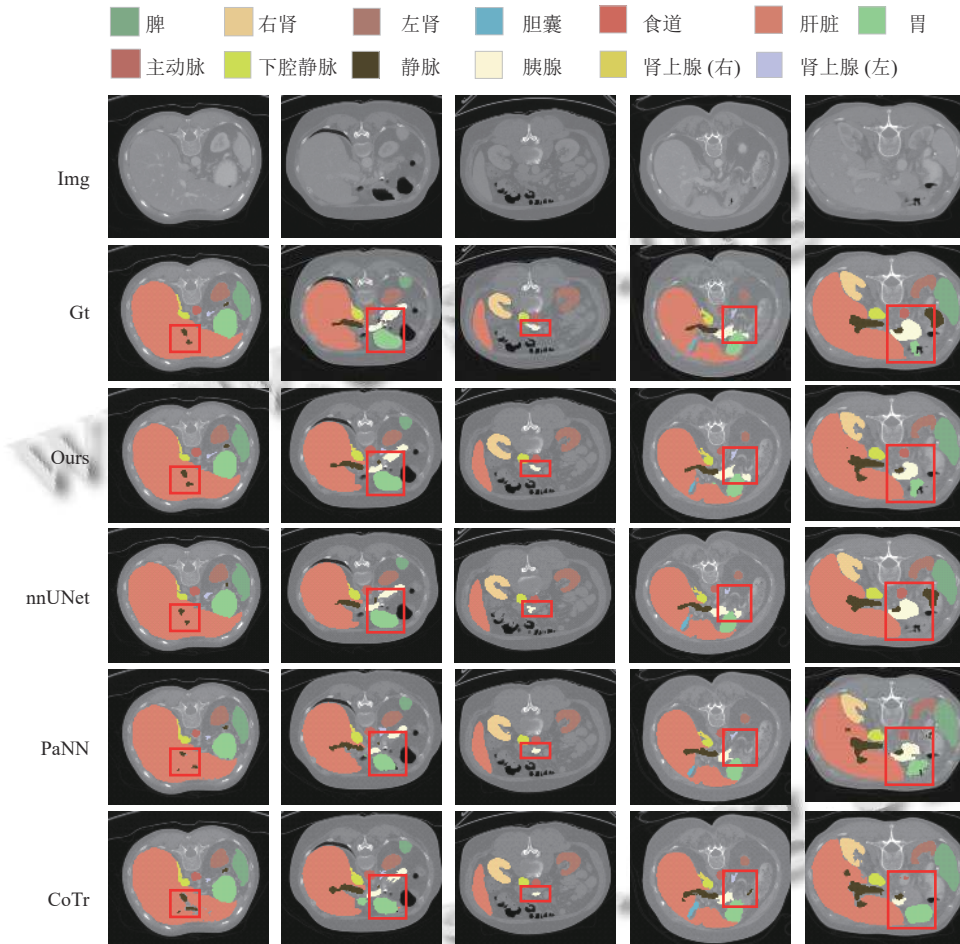 脾 右肾 左肾 胆囊 食道 肝脏 胃
主动脉 下腔静脉 静脉 胰腺 肾上腺 (右) 肾上腺 (左)
Img
Gt
Ours
nnUNet
PaNN
CoTr